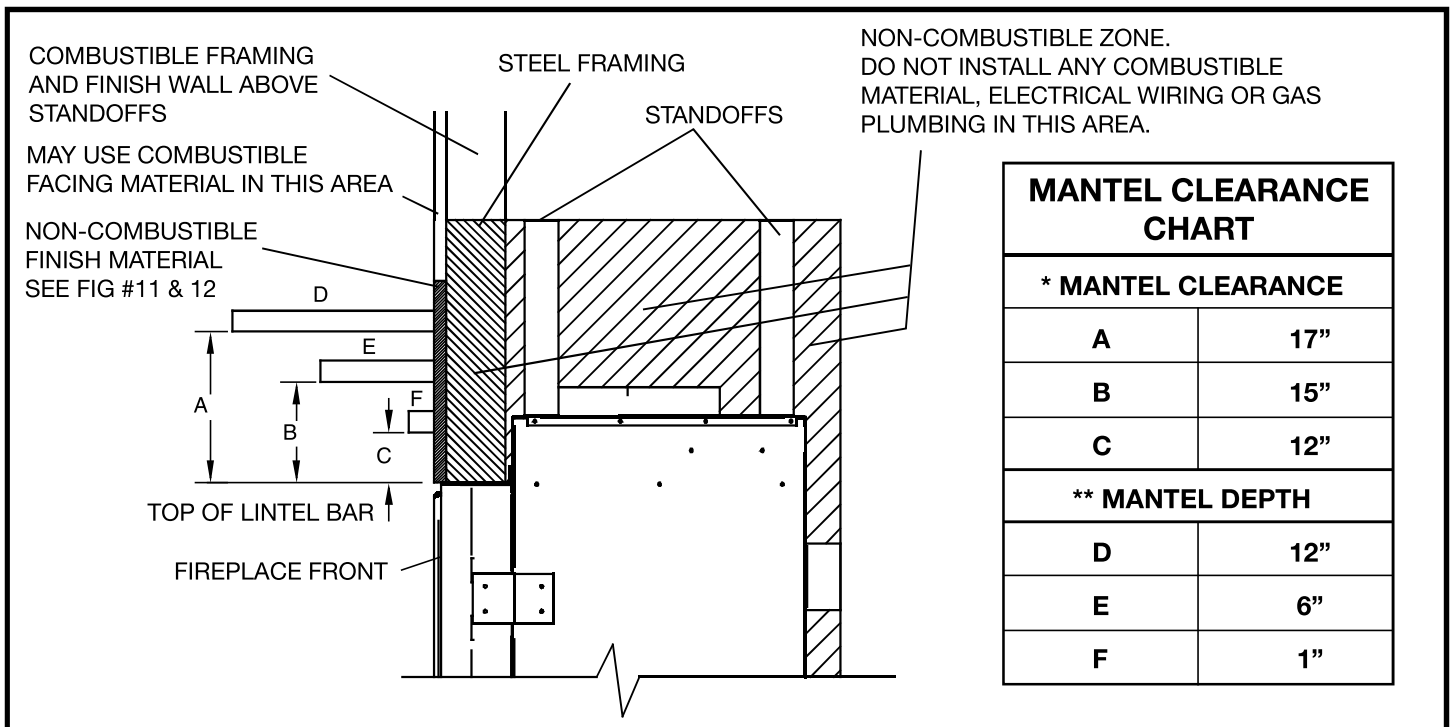 COMBUSTIBLE FRAMING
AND FINISH WALL ABOVE
STANDOFFS
MAY USE COMBUSTIBLE
FACING MATERIAL IN THIS AREA
NON-COMBUSTIBLE
FINISH MATERIAL
SEE FIG #11 & 12
STEEL FRAMING
STANDOFFS
NON-COMBUSTIBLE ZONE.
DO NOT INSTALL ANY COMBUSTIBLE
MATERIAL, ELECTRICAL WIRING OR GAS
PLUMBING IN THIS AREA.
D
E
F
A
B
C
TOP OF LINTEL BAR
FIREPLACE FRONT
MANTEL CLEARANCE
CHART
* MANTEL CLEARANCE
A 17”
B 15”
C 12”
** MANTEL DEPTH
D 12”
E 6”
F 1”